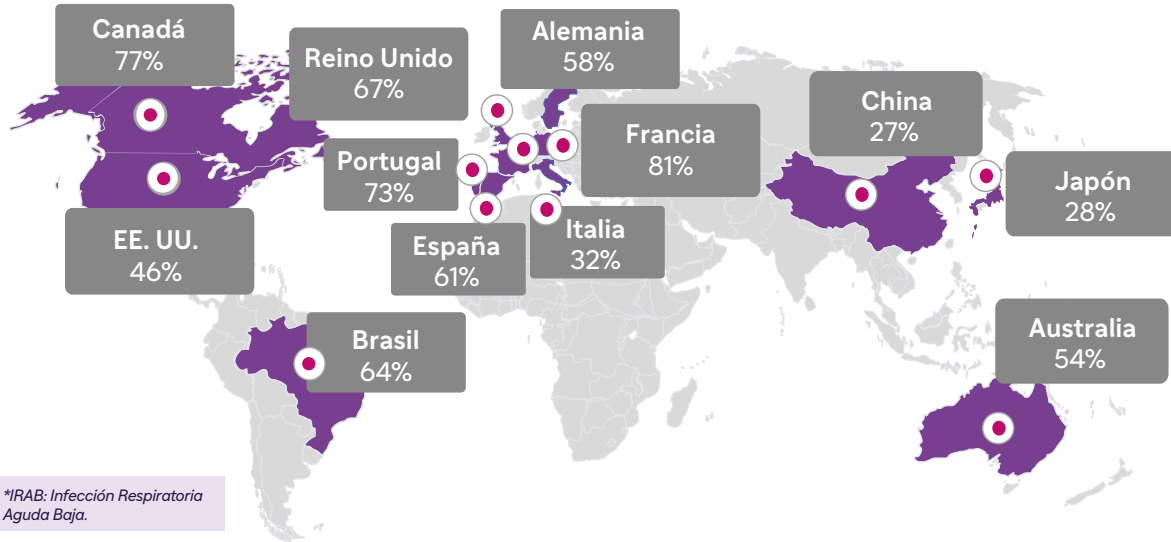 Canadá
77%
Reino Unido
67%
Alemania
58%
China
27%
Francia
81%
Portugal
73%
Japón
28%
EE. UU.
46%
España
61%
Italia
32%
Brasil
64%
Australia
54%
*IRAB: Infección Respiratoria
Aguda Baja.